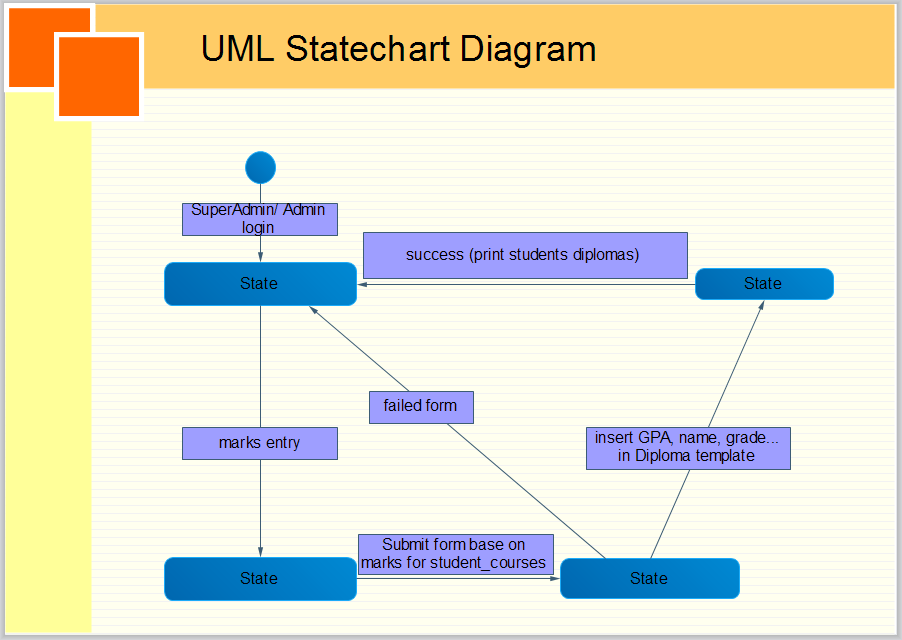 UML Statechart Diagram
SuperAdmin/ Admin
login
success (print students diplomas)
State
State
failed form
marks entry
insert GPA, name, grade...
in Diploma template
Submit form base on
marks for student_courses
State
State